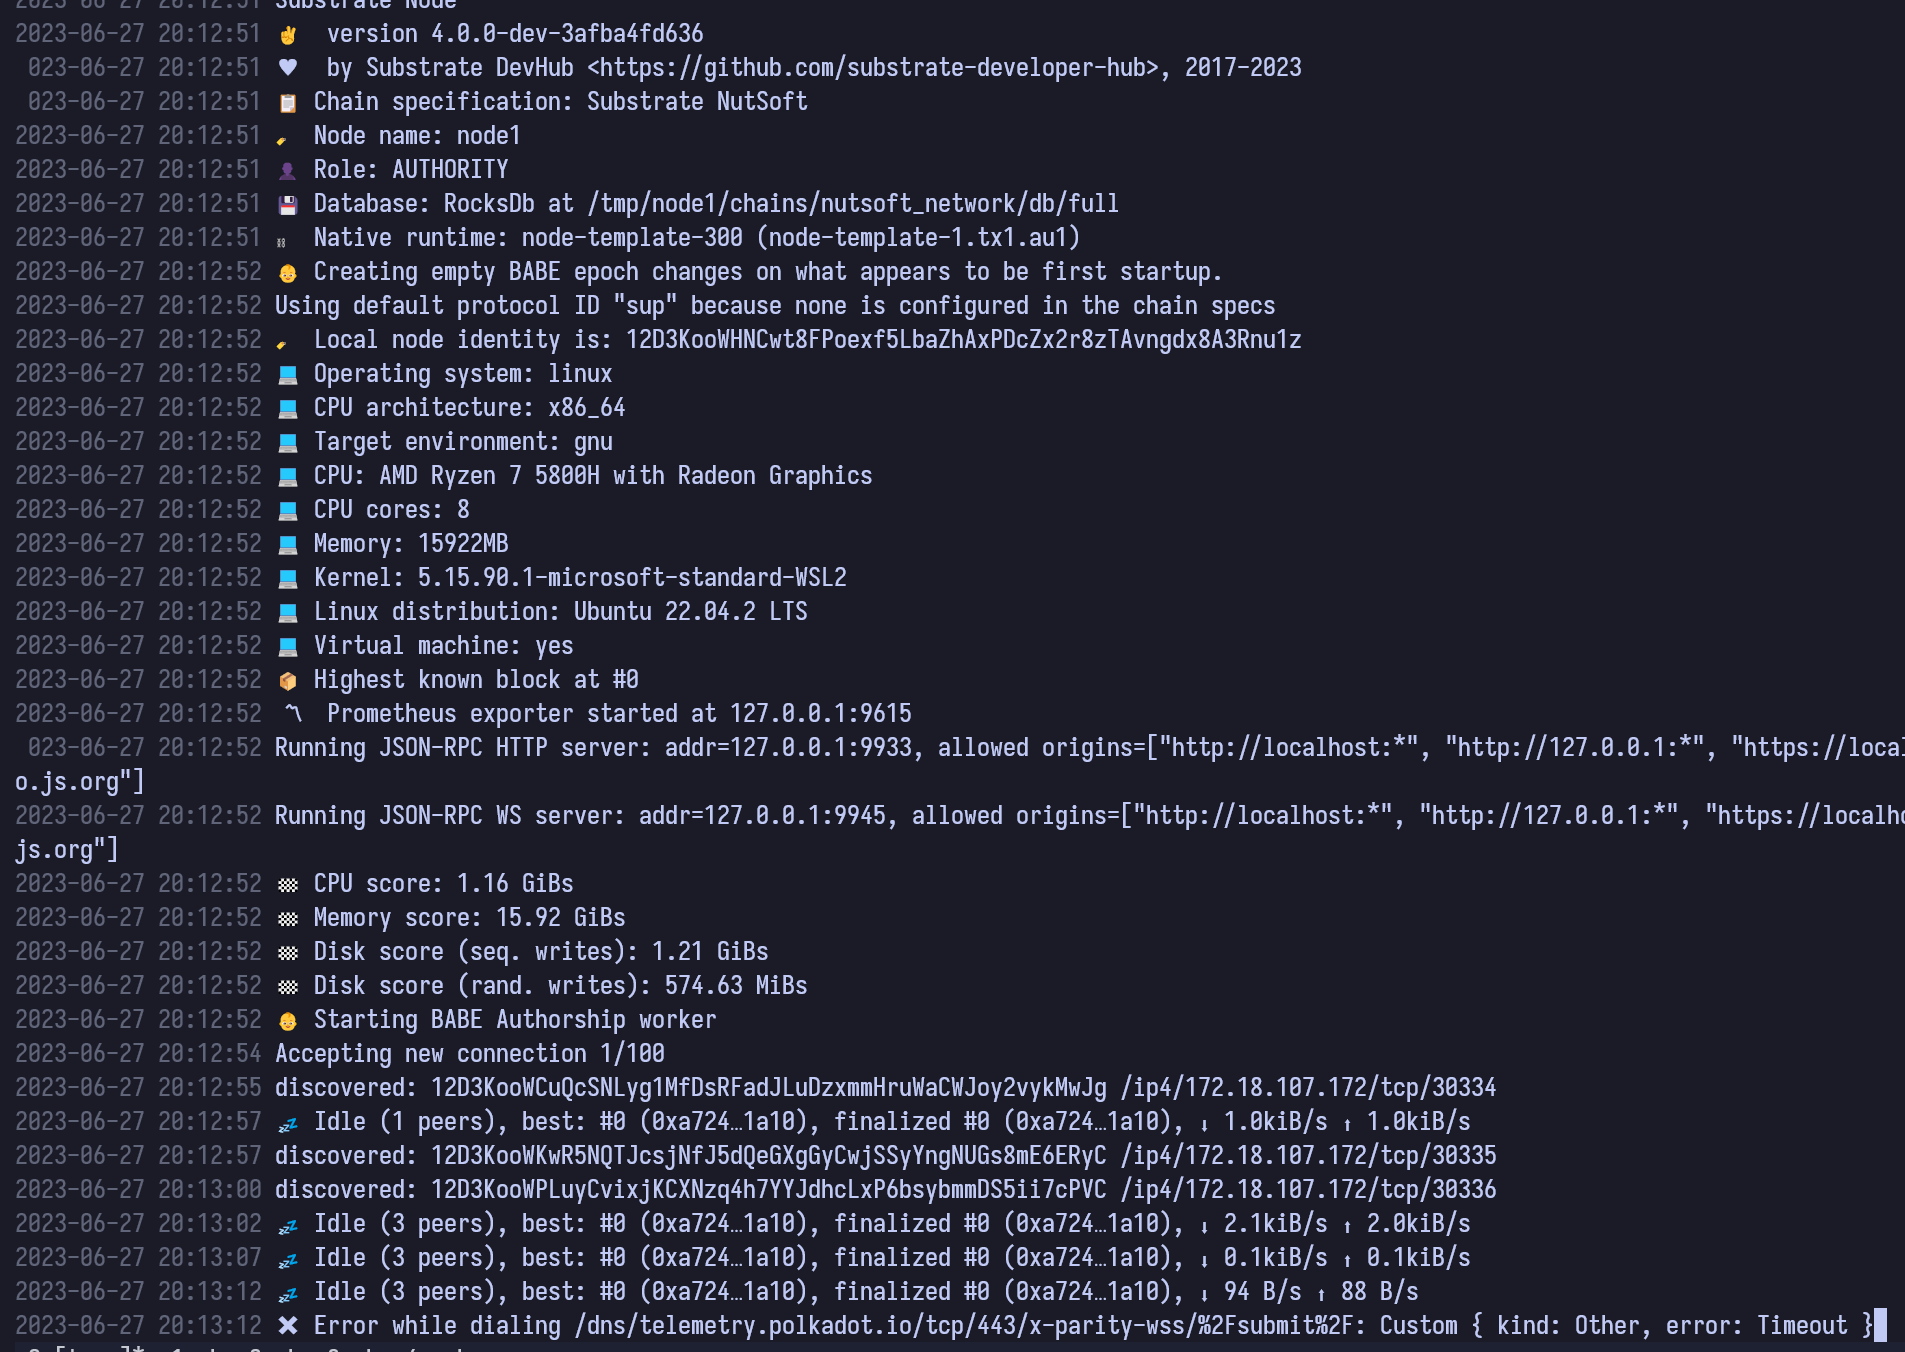 2023-06-27 20:12:51 Substrate Node
2023-06-27 20:12:51 ✌️  version 4.0.0-dev-3afba4fd636
023-06-27 20:12:51 ♥  by Substrate DevHub <https://github.com/substrate-developer-hub>, 2017-2023
023-06-27 20:12:51 📋 Chain specification: Substrate NutSoft
2023-06-27 20:12:51 🏷 Node name: node1
2023-06-27 20:12:51 👤 Role: AUTHORITY
2023-06-27 20:12:51 💾 Database: RocksDb at /tmp/node1/chains/nutsoft_network/db/full
2023-06-27 20:12:51 ⛓ Native runtime: node-template-300 (node-template-1.tx1.au1)
2023-06-27 20:12:52 👶 Creating empty BABE epoch changes on what appears to be first startup.
2023-06-27 20:12:52 Using default protocol ID "sup" because none is configured in the chain specs
2023-06-27 20:12:52 🏷 Local node identity is: 12D3KooWHNCwt8FPoexf5LbaZhAxPDcZx2r8zTAvngdx8A3Rnu1z
2023-06-27 20:12:52 💻 Operating system: linux
2023-06-27 20:12:52 💻 CPU architecture: x86_64
2023-06-27 20:12:52 💻 Target environment: gnu
2023-06-27 20:12:52 💻 CPU: AMD Ryzen 7 5800H with Radeon Graphics
2023-06-27 20:12:52 💻 CPU cores: 8
2023-06-27 20:12:52 💻 Memory: 15922MB
2023-06-27 20:12:52 💻 Kernel: 5.15.90.1-microsoft-standard-WSL2
2023-06-27 20:12:52 💻 Linux distribution: Ubuntu 22.04.2 LTS
2023-06-27 20:12:52 💻 Virtual machine: yes
2023-06-27 20:12:52 📦 Highest known block at #0
2023-06-27 20:12:52 〽 Prometheus exporter started at 127.0.0.1:9615
023-06-27 20:12:52 Running JSON-RPC HTTP server: addr=127.0.0.1:9933, allowed origins=["http://localhost:*", "http://127.0.0.1:*", "https://local
o.js.org"]
2023-06-27 20:12:52 Running JSON-RPC WS server: addr=127.0.0.1:9945, allowed origins=["http://localhost:*", "http://127.0.0.1:*", "https://localh
js.org"]
2023-06-27 20:12:52 🏁 CPU score: 1.16 GiBs
2023-06-27 20:12:52 🏁 Memory score: 15.92 GiBs
2023-06-27 20:12:52 🏁 Disk score (seq. writes): 1.21 GiBs
2023-06-27 20:12:52 🏁 Disk score (rand. writes): 574.63 MiBs
2023-06-27 20:12:52 👶 Starting BABE Authorship worker
2023-06-27 20:12:54 Accepting new connection 1/100
2023-06-27 20:12:55 discovered: 12D3KooWCuQcSNLyg1MfDsRFadJLuDzxmmHruWaCWJoy2vykMwJg /ip4/172.18.107.172/tcp/30334
2023-06-27 20:12:57 💤 Idle (1 peers), best: #0 (0xa724…1a10), finalized #0 (0xa724…1a10), ↓ 1.0kiB/s ↑ 1.0kiB/s
2023-06-27 20:12:57 discovered: 12D3KooWKwR5NQTJcsjNfJ5dQeGXgGyCwjSSyYngNUGs8mE6ERyC /ip4/172.18.107.172/tcp/30335
2023-06-27 20:13:00 discovered: 12D3KooWPLuyCvixjKCXNzq4h7YYJdhcLxP6bsybmmDS5ii7cPVC /ip4/172.18.107.172/tcp/30336
2023-06-27 20:13:02 💤 Idle (3 peers), best: #0 (0xa724…1a10), finalized #0 (0xa724…1a10), ↓ 2.1kiB/s ↑ 2.0kiB/s
2023-06-27 20:13:07 💤 Idle (3 peers), best: #0 (0xa724…1a10), finalized #0 (0xa724…1a10), ↓ 0.1kiB/s ↑ 0.1kiB/s
2023-06-27 20:13:12 💤 Idle (3 peers), best: #0 (0xa724…1a10), finalized #0 (0xa724…1a10), ↓ 94 B/s ↑ 88 B/s
2023-06-27 20:13:12 ❌ Error while dialing /dns/telemetry.polkadot.io/tcp/443/x-parity-wss/%2Fsubmit%2F: Custom { kind: Other, error: Timeout }